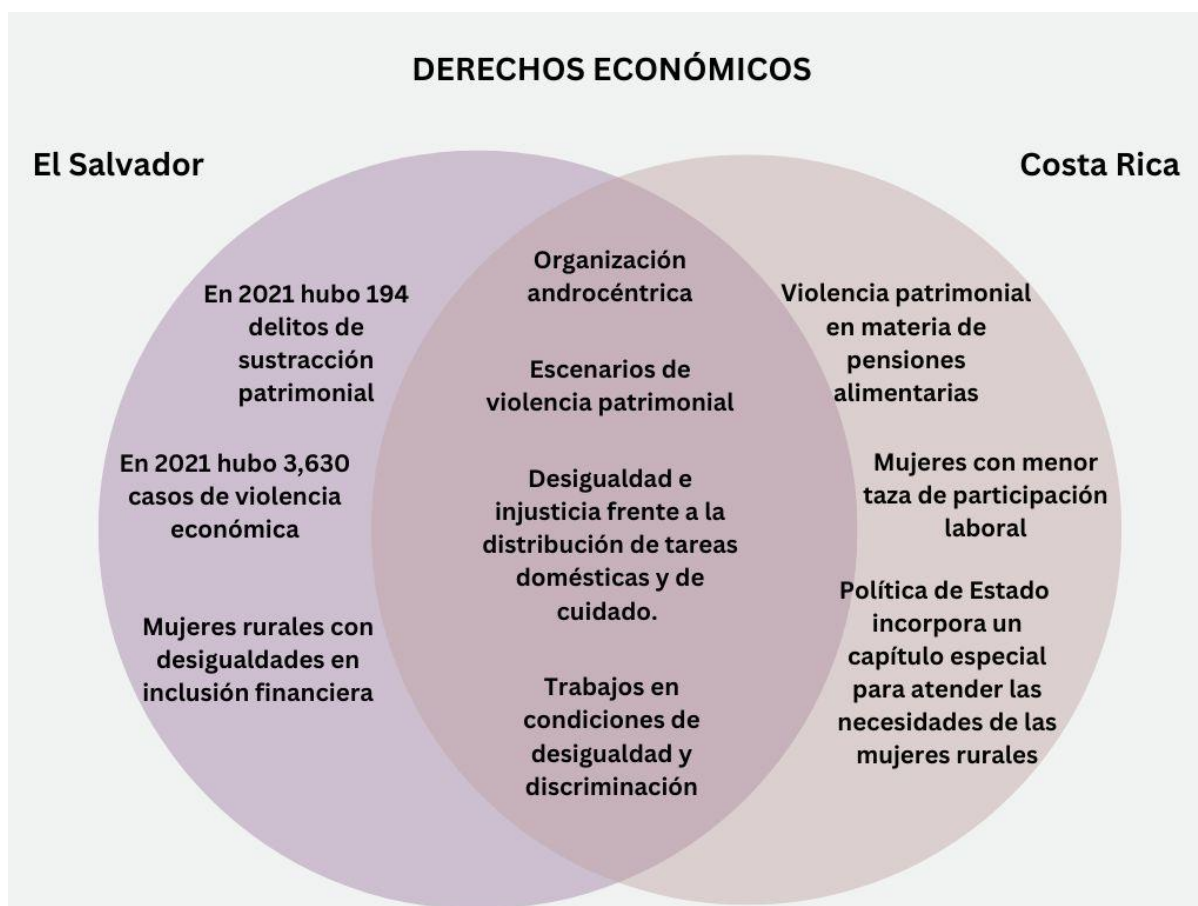 DERECHOS ECONÓMICOS
El Salvador
Costa Rica
En 2021 hubo 194
delitos de
sustracción
patrimonial
En 2021 hubo 3,630
casos de violencia
económica
Mujeres rurales con
desigualdades en
inclusión financiera
Organización
androcéntrica
Escenarios de
violencia patrimonial
Desigualdad e
injusticia frente a la
distribución de tareas
domésticas y de
cuidado.
Trabajos en
condiciones de
desigualdad y
discriminación
Violencia patrimonial
en materia de
pensiones
alimentarias
Mujeres con menor
taza de participación
laboral
Política de Estado
incorpora un
capítulo especial
para atender las
necesidades de las
mujeres rurales